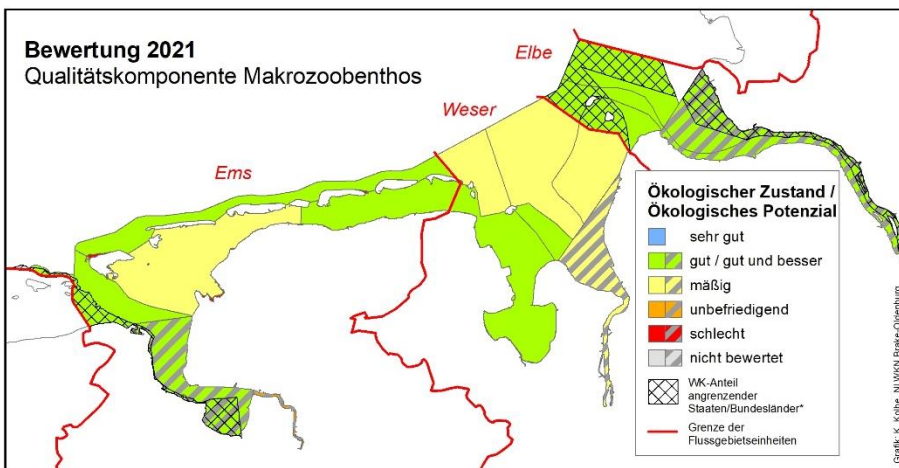 Bewertung 2021
Qualitätskomponente Makrozoobenthos
Elbe
Weser
Ems
Ökologischer Zustand /
Ökologisches Potenzial
sehr gut
gut / gut und besser
mäßig
unbefriedigend
schlecht
nicht bewertet
WK-Anteil
angrenzender
Staaten/Bundesländer*
Grenze der
Flussgebietseinheiten
Grafik: K. Kolbe, NLWKN Brake-Oldenburg